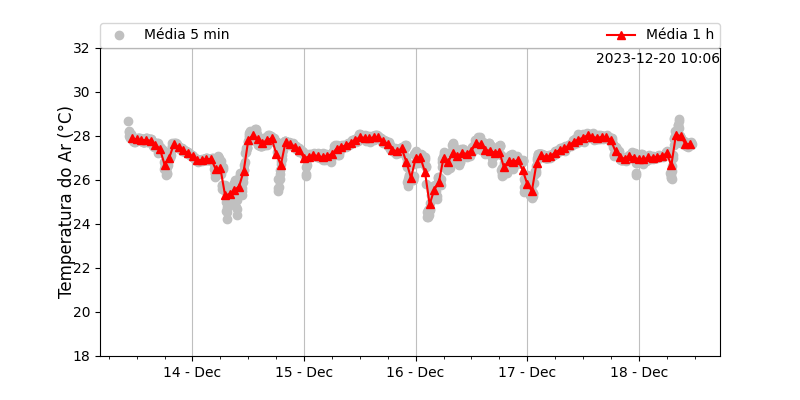 Média 5 min
Média 1 h
2023-12-20 10:06
Temperatura do Ar (°C)
32
30
28
26
24
22
20
18
14 - Dec
15 - Dec
16 - Dec
17 - Dec
18 - Dec